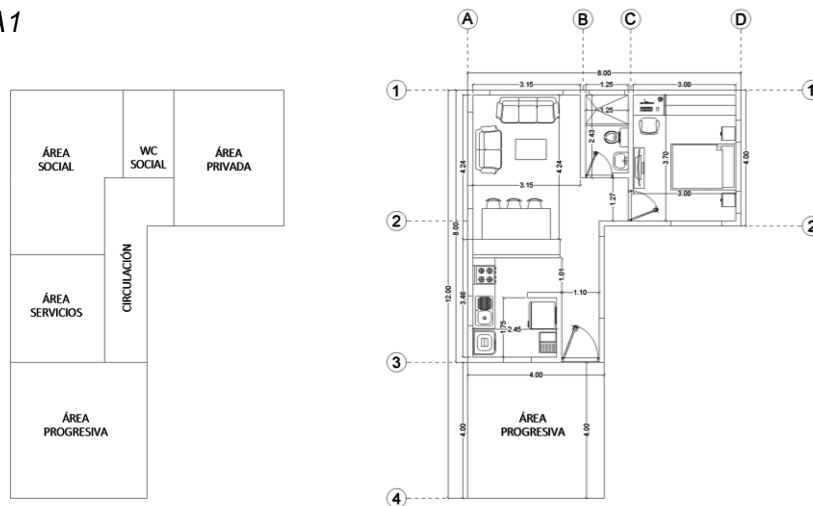 A1
ÁREA
SOCIAL
WC
SOCIAL
ÁREA
PRIVADA
CIRCULACIÓN
ÁREA
SERVICIOS
ÁREA
PROGRESIVA
A
B
C
D
8.00
3.15
1.25
3.00
1
1
1.25
2.43
4.24
4.24
3.70
4.00
3.15
3.00
1.27
2
2
8.00
12.00
1.01
1.10
3.46
1.75
2.45
3
4.00
ÁREA
PROGRESIVA
4.00
4.00
4